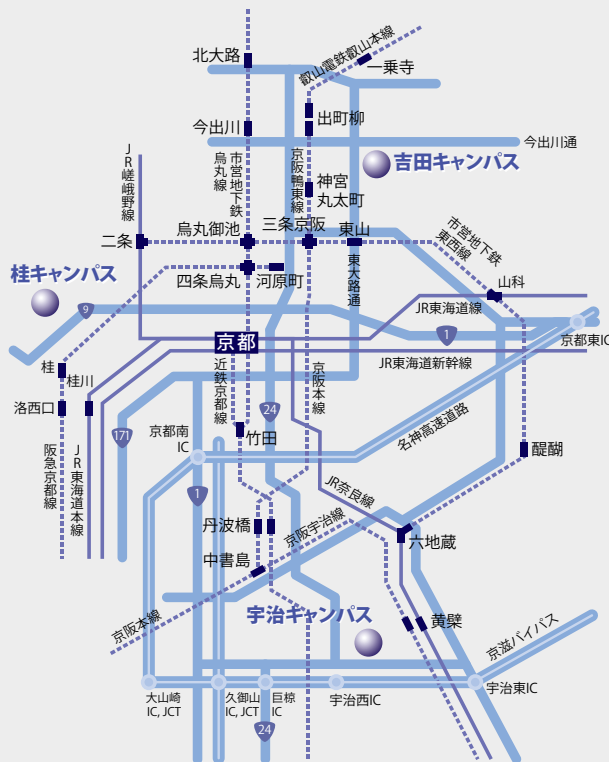 北大路
叡山電鉄叡山本線
一乗寺
出町柳
今出川
今出川通
JR嵯峨野線
市営地下鉄
烏丸線
京阪鴨東線
吉田キャンパス
神宮
丸太町
二条
烏丸御池
三条京阪
東山
市営地下鉄
東西線
桂キャンパス
四条烏丸
河原町
東大路通
山科
JR東海道線
9
1
京都東IC
京都
JR東海道新幹線
桂
桂川
近鉄京都線
京阪本線
洛西口
24
171
京都南
IC
竹田
名神高速道路
醍醐
阪急京都線
JR東海道本線
1
JR奈良線
丹波橋
京阪宇治線
六地蔵
中書島
京阪本線
宇治キャンパス
黄檗
京滋バイパス
大山崎
IC, JCT
久御山
IC, JCT
巨椋
IC
宇治西IC
宇治東IC
24